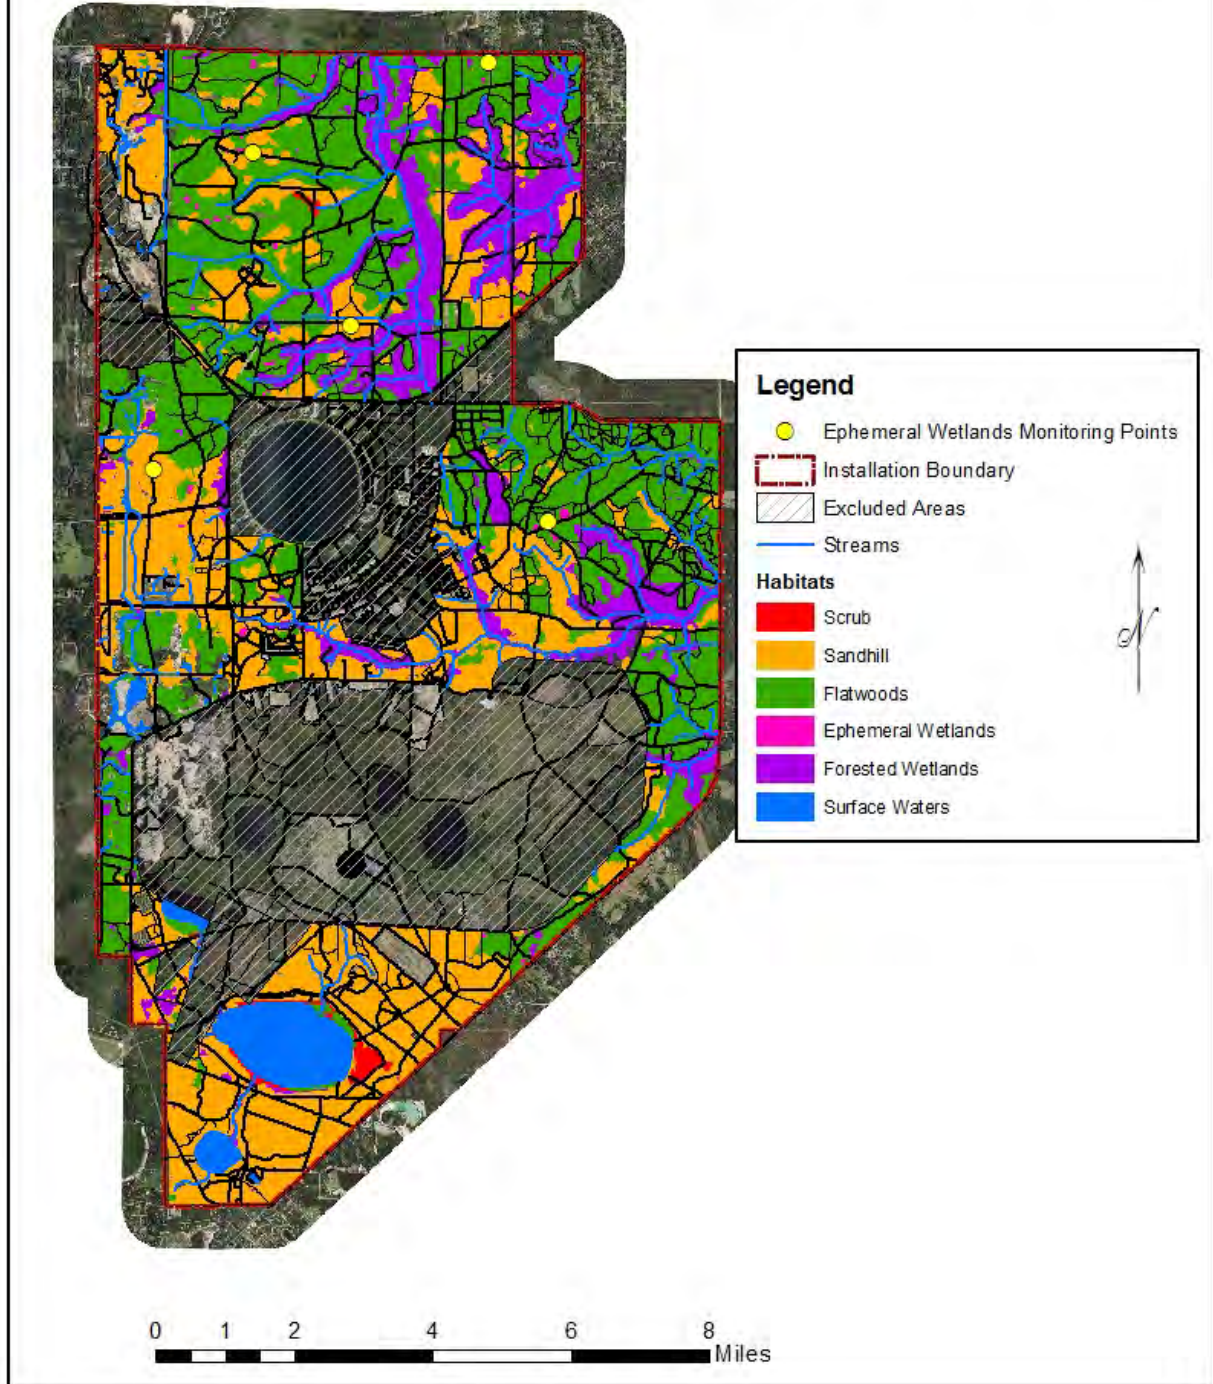 Legend
Ephemeral Wetlands Monitoring Points
Installation Boundary
Excluded Areas
Streams
Habitats
Scrub
Sandhill
Flatwoods
Ephemeral Wetlands
Forested Wetlands
Surface Waters
N
0 1 2 4 6 8
Miles